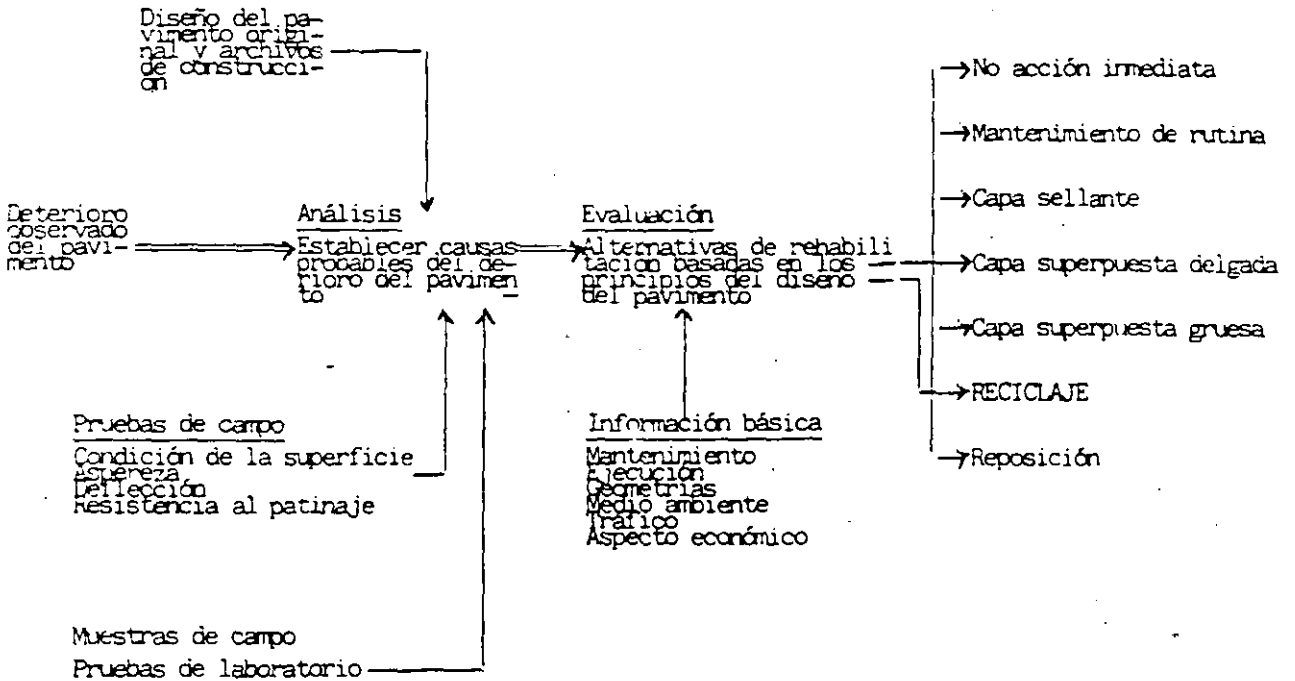 Diseño del pa-
vimento origi-
nal y archivos
de construcci-
ón
Deterioro
observado
del pavi-
mento
Análisis
Establecer causas
probables del de-
rioro del pavimen
to
Evaluación
Alternativas de rehabili
tación basadas en los
principios del diseño
del pavimento
No acción inmediata
Mantenimiento de rutina
Capa sellante
Capa superpuesta delgada
Capa superpuesta gruesa
RECICLAJE
Reposición
Pruebas de campo
Condición de la superficie
Aspereza
Deflección
Resistencia al patinaje
Información básica
Mantenimiento
Ejecución
Geometrías
Medio ambiente
Tráfico
Aspecto económico
Muestras de campo
Pruebas de laboratorio